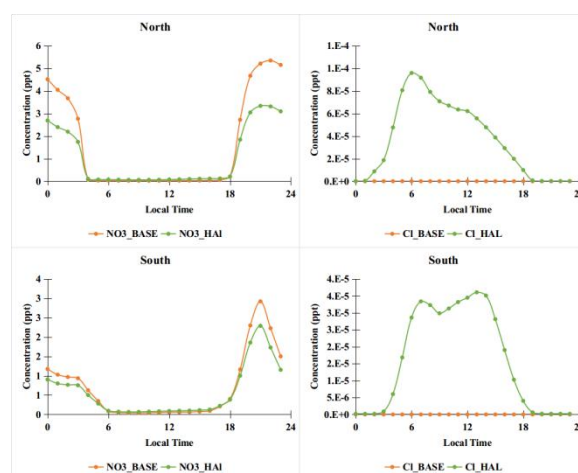 North
Concentration (ppt)
6
5
4
3
2
1
0
0 6 12 18 24
Local Time
NO3_BASE NO3_HAl
North
Concentration (ppt)
1.E-4
1.E-4
8.E-5
6.E-5
4.E-5
2.E-5
0.E+0
0 6 12 18 24
Local Time
Cl_BASE Cl_HAL
South
Concentration (ppt)
4
3
3
2
2
1
1
0
0 6 12 18 24
Local Time
NO3_BASE NO3_HAl
South
Concentration (ppt)
4.E-5
4.E-5
3.E-5
3.E-5
2.E-5
2.E-5
1.E-5
5.E-6
0.E+0
0 6 12 18 24
Local Time
Cl_BASE Cl_HAL